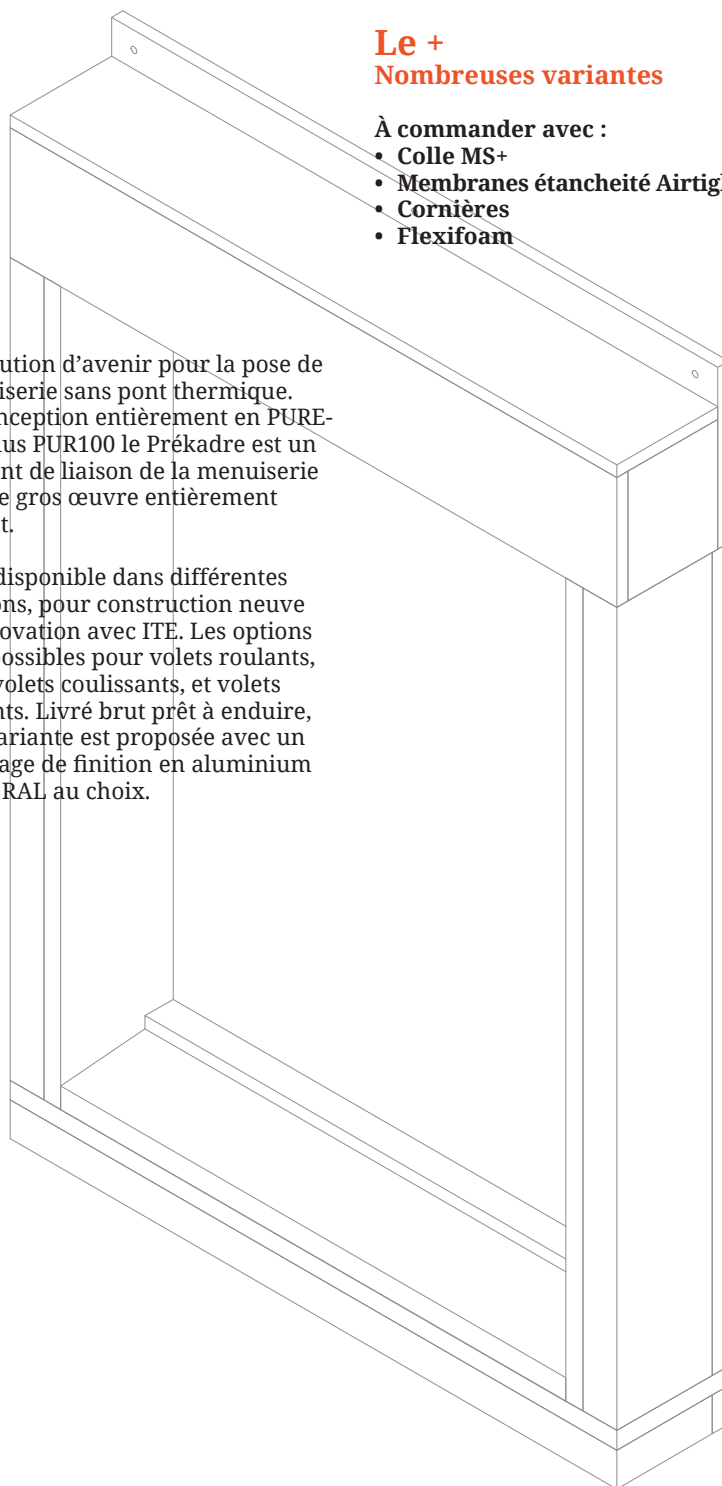 Le +
Nombreuses variantes
À commander avec :
• Colle MS+
• Membranes étancheité
• Cornières
• Flexifoam
d’avenir pour la pose de
sans pont thermique.
entièrement en PURE-
PUR100 le Prékadre est un
de liaison de la menuiserie
gros œuvre entièrement
disponible dans différentes
pour construction neuve
avec ITE. Les options
possibles pour volets roulants,
volets coulissants, et volets
Livré brut prêt à enduire,
est proposée avec un
de finition en aluminium
RAL au choix.